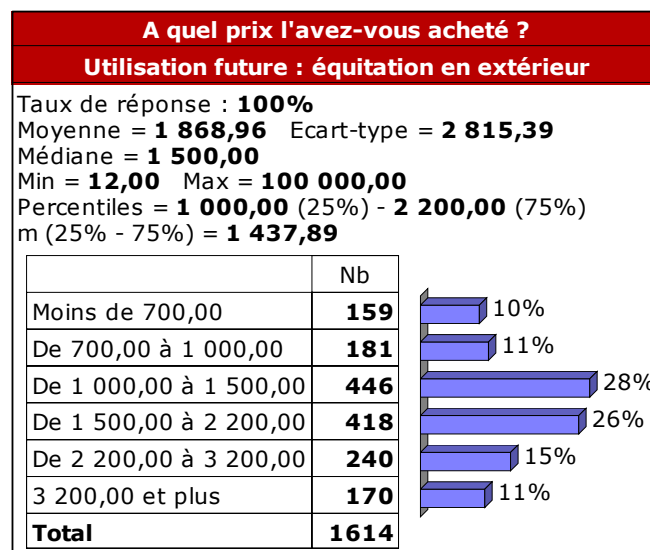 A quel prix l'avez-vous acheté ?
Utilisation future : équitation en extérieur
Taux de réponse : 100%
Moyenne = 1 868,96 Ecart-type = 2 815,39
Médiane = 1 500,00
Min = 12,00 Max = 100 000,00
Percentiles = 1 000,00 (25%) - 2 200,00 (75%)
m (25% - 75%) = 1 437,89
Nb
Moins de 700,00 159 10%
De 700,00 à 1 000,00 181 11%
De 1 000,00 à 1 500,00 446 28%
De 1 500,00 à 2 200,00 418 26%
De 2 200,00 à 3 200,00 240 15%
3 200,00 et plus 170 11%
Total 1614